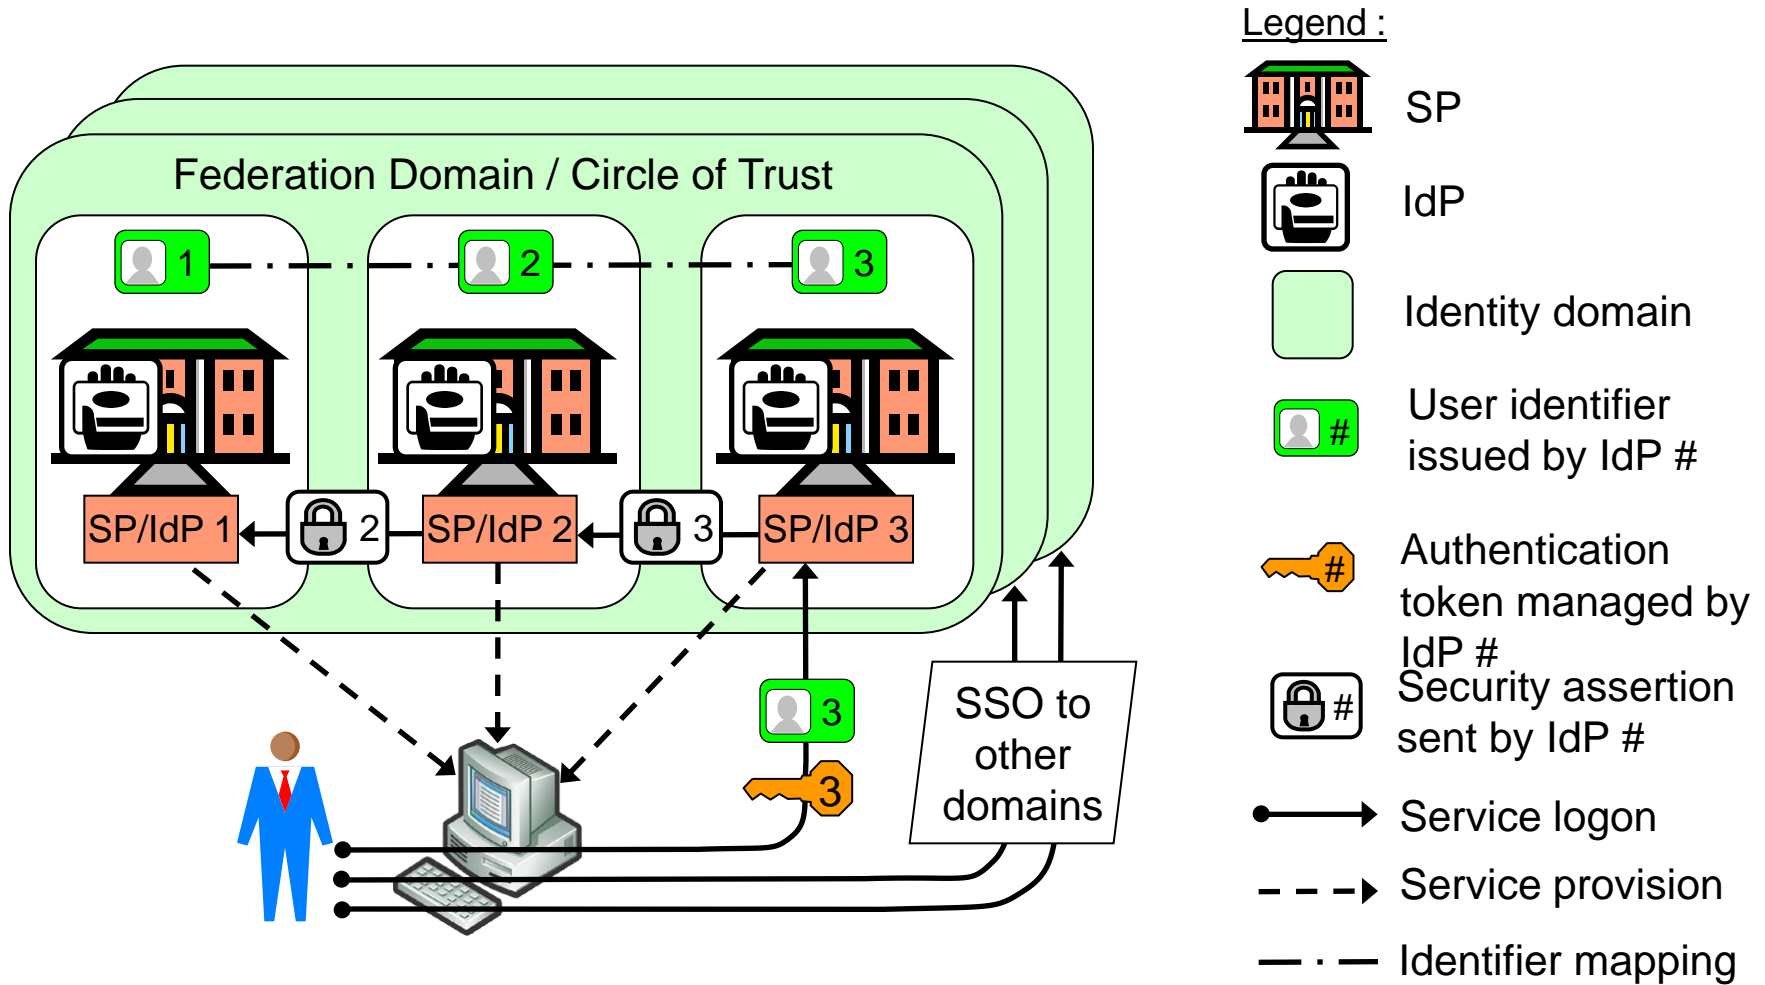 Legend :
SP
IdP
Identity domain
#
User identifier
issued by IdP #
#
Authentication
token managed by
IdP #
#
Security assertion
sent by IdP #
Service logon
Service provision
Identifier mapping
Federation Domain / Circle of Trust
1
2
3
SP/IdP 1
2
SP/IdP 2
3
SP/IdP 3
3
3
SSO to
other
domains